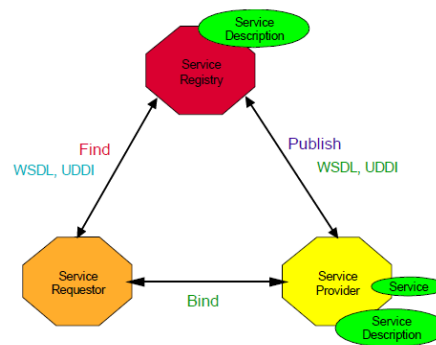 Service
Description
Service
Registry
Find
WSDL, UDDI
Publish
WSDL, UDDI
Service
Requestor
Bind
Service
Provider
Service
Service
Description